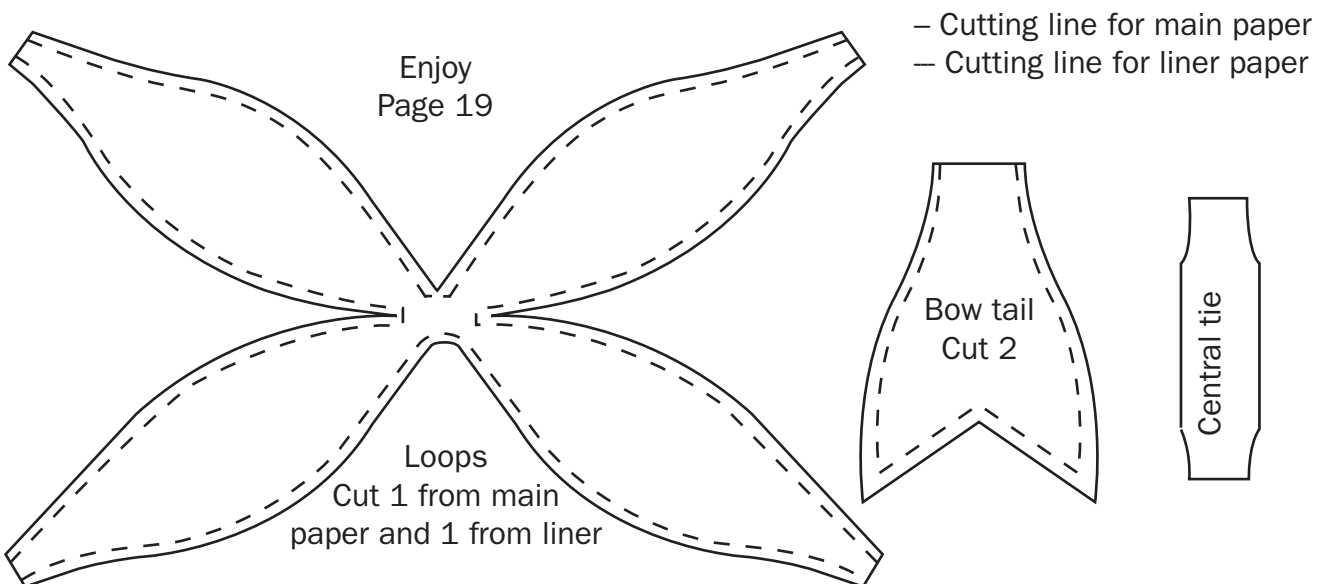 – Cutting line for main paper
-- Cutting line for liner paper
Enjoy
Page 19
Bow tail
Cut 2
Central tie
Loops
Cut 1 from main
paper and 1 from liner